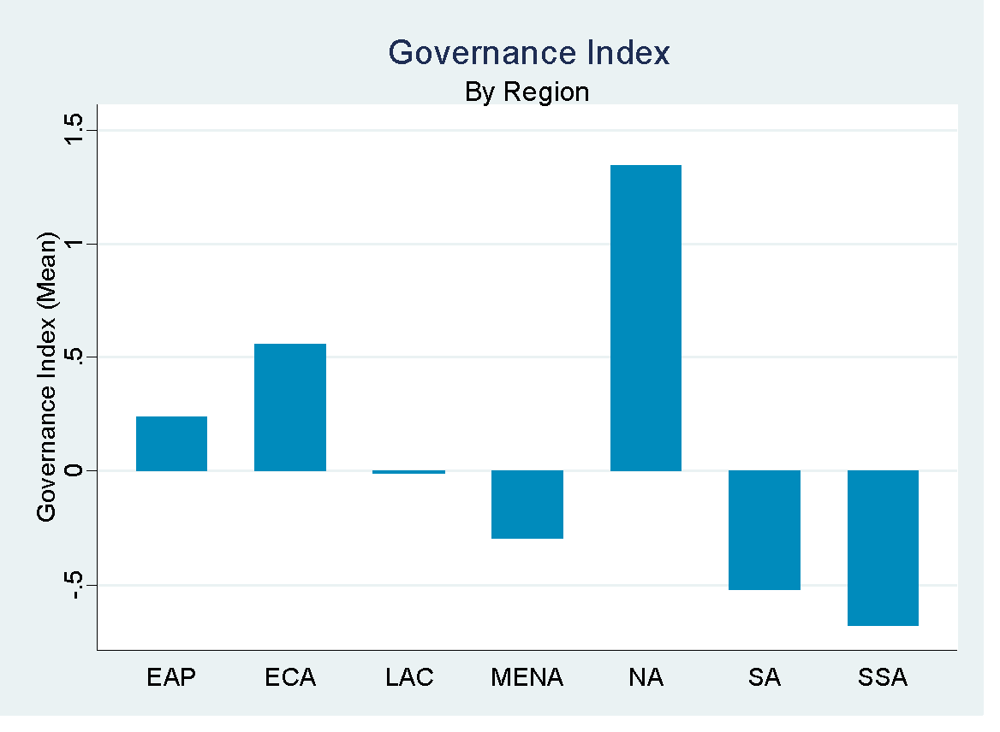 Governance Index
By Region
Governance Index (Mean)
1.5
1
.5
0
-.5
EAP ECA LAC MENA NA SA SSA